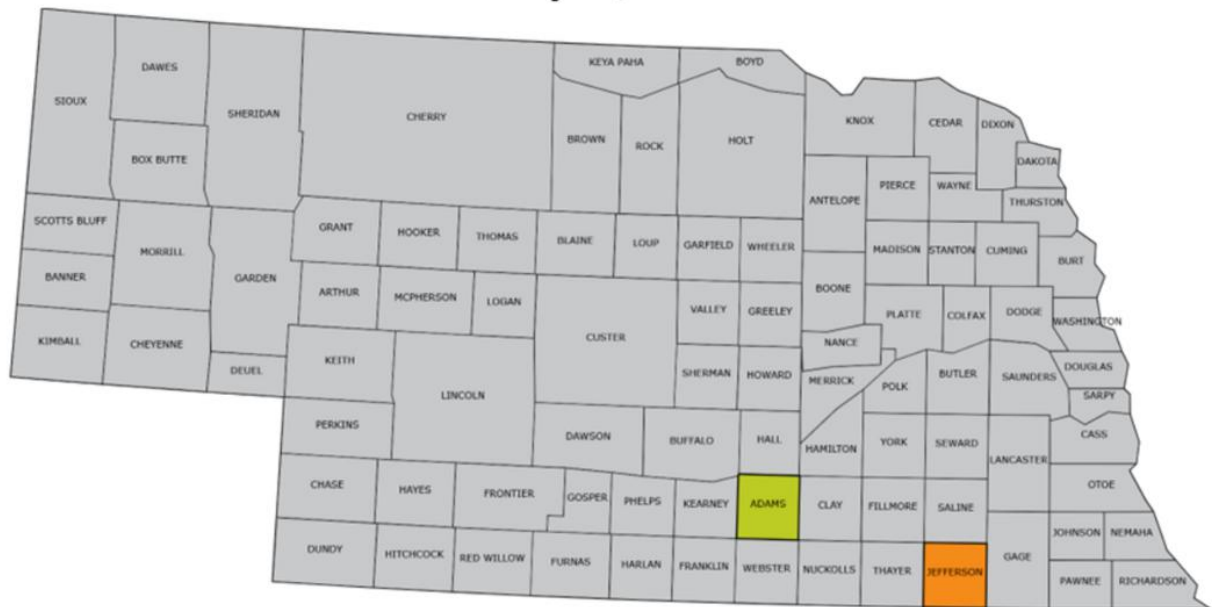 KEYA PAHA
BOYD
DAWES
SIOUX
SHERIDAN
CHERRY
KNOX
CEDAR
DIXON
BROWN
ROCK
HOLT
BOX BUTTE
DAKOTA
PIERCE
WAYNE
ANTELOPE
THURSTON
SCOTTS BLUFF
GRANT
HOOKER
THOMAS
BLAINE
LOUP
GARFIELD
WHEELER
MADISON
STANTON
CUMING
MORRILL
BURT
BANNER
GARDEN
ARTHUR
MCPHERSON
LOGAN
BOONE
VALLEY
GREELEY
PLATTE
COLFAX
DODGE
WASHINGTON
KIMBALL
CHEYENNE
CUSTER
NANCE
KEITH
DEUEL
SHERMAN
HOWARD
MERRICK
POLK
BUTLER
SAUNDERS
DOUGLAS
SARPY
LINCOLN
PERKINS
DAWSON
BUFFALO
HALL
HAMILTON
YORK
SEWARD
CASS
LANCASTER
CHASE
HAYES
FRONTIER
GOSPER
PHELPS
KEARNEY
ADAMS
CLAY
FILLMORE
SALINE
OTOE
DUNDY
HITCHCOCK
RED WILLOW
FURNAS
HARLAN
FRANKLIN
WEBSTER
NUCKOLLS
THAYER
JEFFERSON
GAGE
JOHNSON
NEMAHA
PAWNEE
RICHARDSON